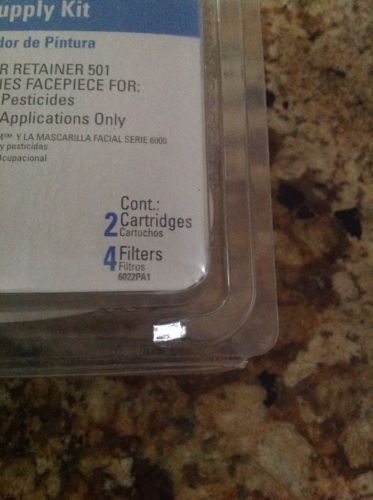 upply Kit
dor de Pintura
R RETAINER 501
IES FACEPIECE FOR:
Pesticides
Applications Only
M™ Y LA MASCARILLA FACIAL SERIE 6000
y pesticidas
Ocupacional
Cont.:
2 Cartridges
Cartuchos
4 Filters
Filtros
6022PA1